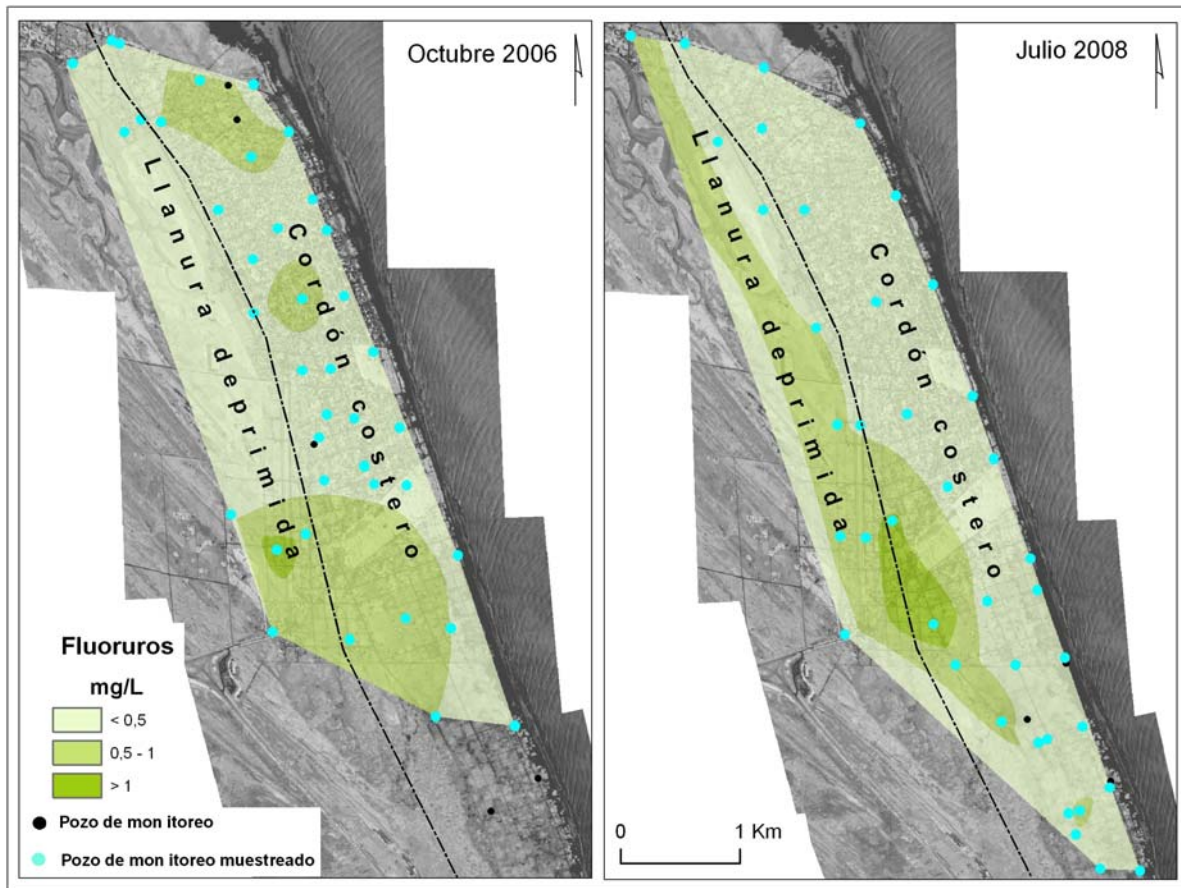 Octubre 2006
Llanura deprimida
Cordón costero
Fluoruros
mg/L
< 0,5
0,5 - 1
> 1
Pozo de mon itoreo
Pozo de mon itoreo muestreado
Julio 2008
Llanura deprimida
Cordón costero
0 1 Km